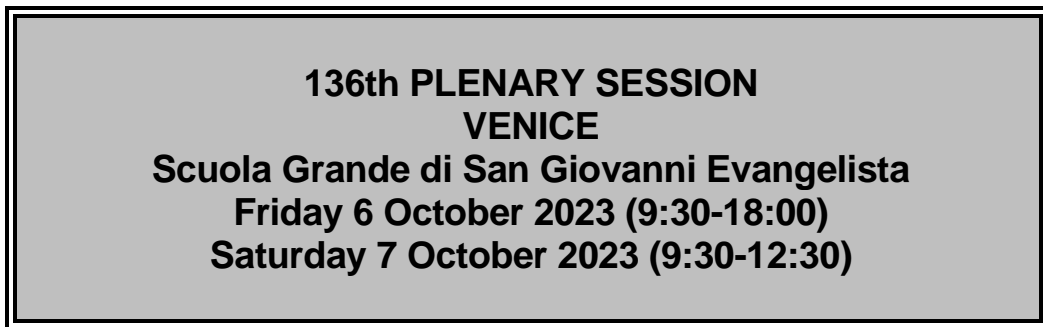 136th PLENARY SESSION
VENICE
Scuola Grande di San Giovanni Evangelista
Friday 6 October 2023 (9:30-18:00)
Saturday 7 October 2023 (9:30-12:30)